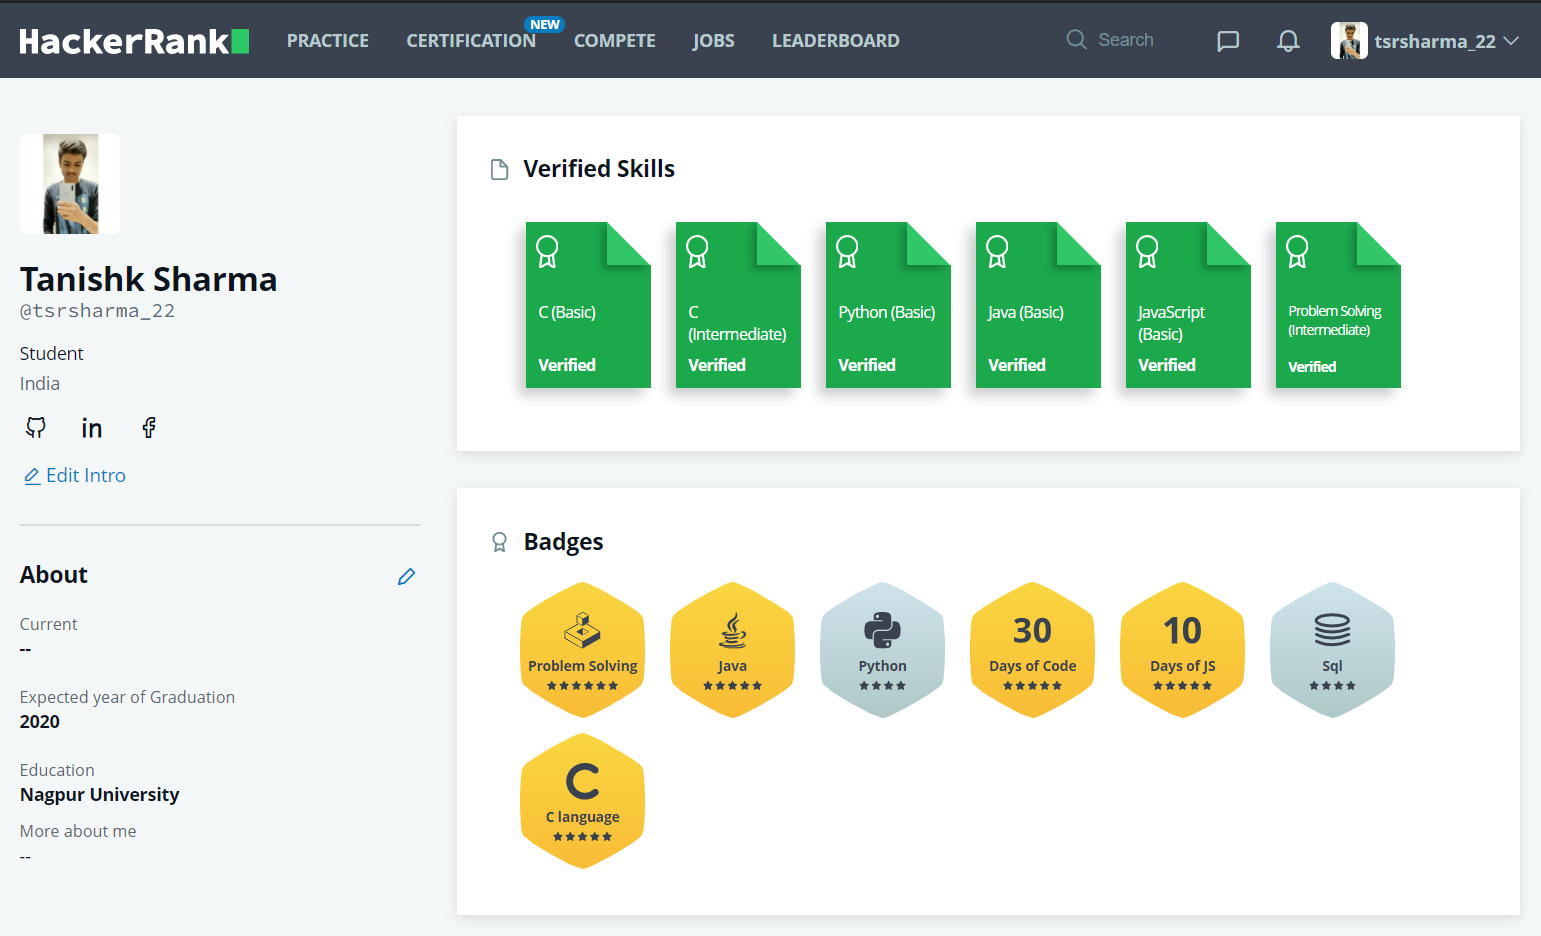 HackerRank
PRACTICE
CERTIFICATION
NEW
COMPETE
JOBS
LEADERBOARD
Search
tsrsharma_22
Tanishk Sharma
@tsrsharma_22
Student
India
in
Edit Intro
About
Current
--
Expected year of Graduation
2020
Education
Nagpur University
More about me
--
Verified Skills
C (Basic)
Verified
C
(Intermediate)
Verified
Python (Basic)
Verified
Java (Basic)
Verified
JavaScript
(Basic)
Verified
Problem Solving
(Intermediate)
Verified
Badges
Problem Solving
Java
Python
30
Days of Code
10
Days of JS
Sql
C
C language